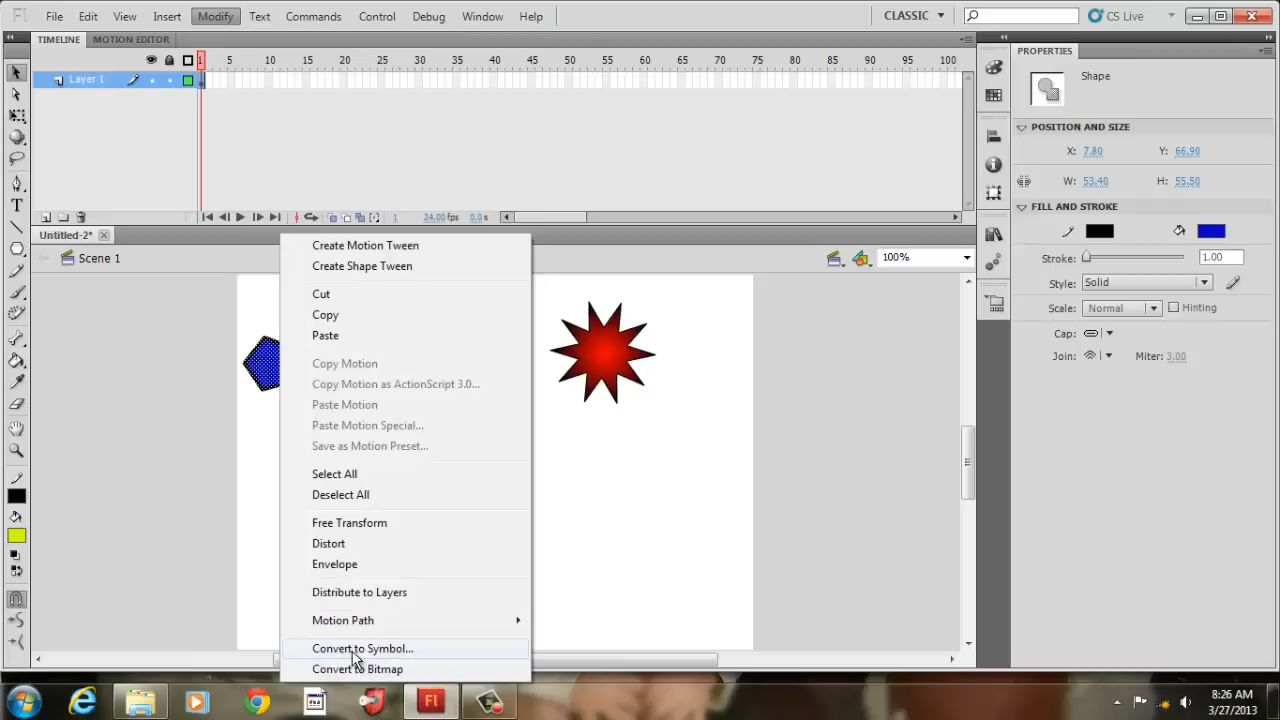 Fl File Edit View Insert Modify Text Commands Control Debug Window Help CLASSIC CS Live
TIMELINE MOTION EDITOR
PROPERTIES
1 5 10 15 20 25 30 35 40 45 50 55 60 65 70 75 80 85 90 95 100
Layer 1
Shape
POSITION AND SIZE
X: 7.80 Y: 66.90
W: 53.40 H: 55.50
FILL AND STROKE
1 24.00fps 0.0s
Untitled-2*
Scene 1
100%
Stroke: 1.00
Style: Solid
Scale: Normal Hinting
Cap:
Join: Miter: 3.00
Create Motion Tween
Create Shape Tween
Cut
Copy
Paste
Copy Motion
Copy Motion as ActionScript 3.0...
Paste Motion
Paste Motion Special...
Save as Motion Preset...
Select All
Deselect All
Free Transform
Distort
Envelope
Distribute to Layers
Motion Path
Convert to Symbol...
Convert to Bitmap
Fl
8:26 AM
3/27/2013